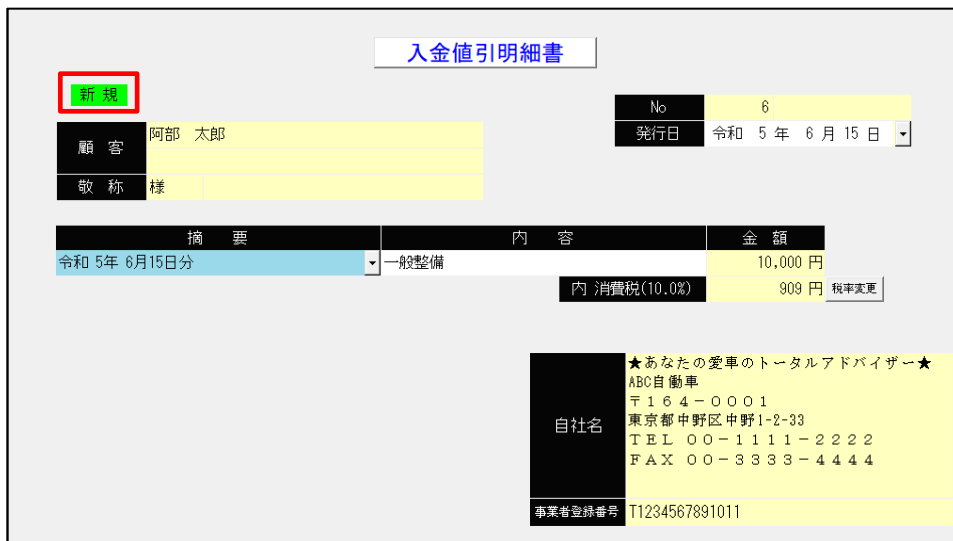 入金値引明細書
新 規
No 6
発行日 令和 5 年 6 月 15 日
顧 客 阿部 太郎
敬 称 様
摘 要 内 容 金 額
令和 5年 6月15日分 一般整備 10,000 円
内 消費税(10.0%) 909 円 税率変更
★あなたの愛車のトータルアドバイザー★
ABC自動車
〒164-0001
東京都中野区中野1-2-33
自社名
TEL 00-1111-2222
FAX 00-3333-4444
事業者登録番号 T1234567891011